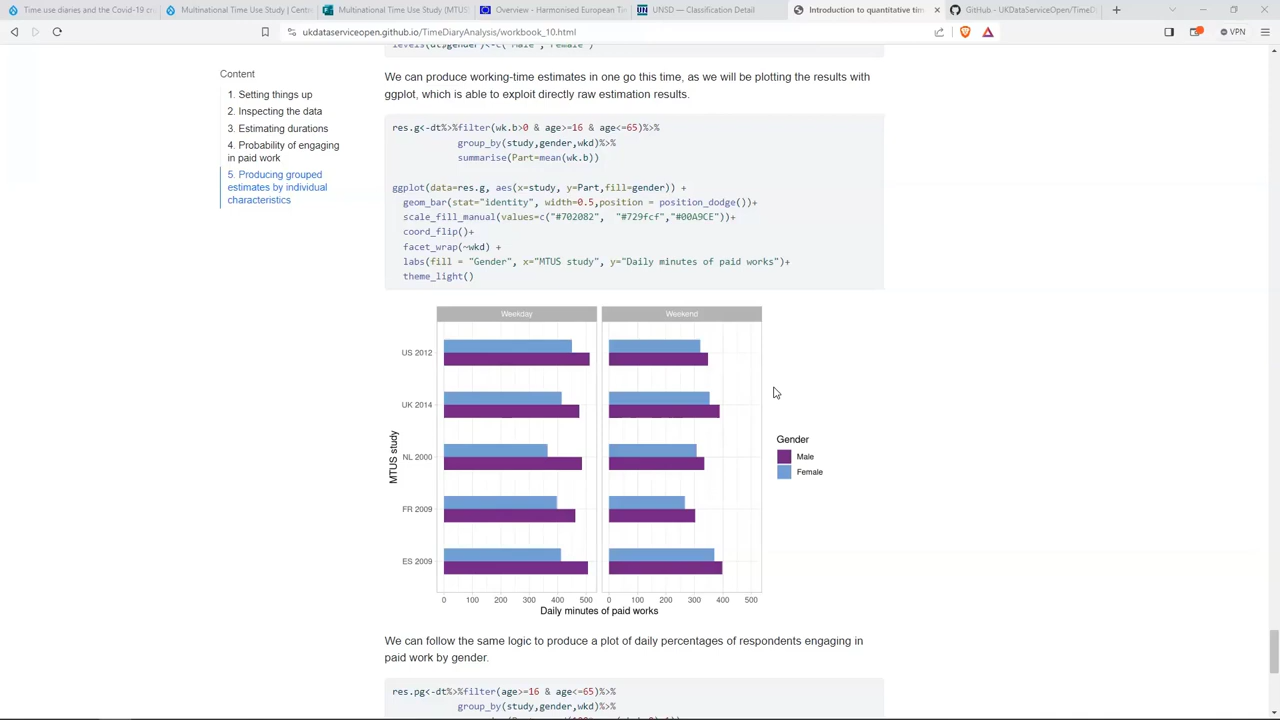 Time use diaries and the Covid-19 cr
Multinational Time Use Study | Centr
Multinational Time Use Study (MTUS
Overview - Harmonised European Ti
UNSD — Classification Detail
Introduction to quantitative tim
GitHub - UKDataServiceOpen/TimeD
ukdataserviceopen.github.io/TimeDiaryAnalysis/workbook_10.html
VPN
Content
1. Setting things up
2. Inspecting the data
3. Estimating durations
4. Probability of engaging
in paid work
5. Producing grouped
estimates by individual
characteristics
levels(dt$gender)<-c("Male","Female")
We can produce working-time estimates in one go this time, as we will be plotting the results with
ggplot, which is able to exploit directly raw estimation results.
res.g<-dt%>%filter(wk.b>0 & age>=16 & age<=65)%>%
group_by(study,gender,wkd)%>%
summarise(Part=mean(wk.b))
ggplot(data=res.g, aes(x=study, y=Part,fill=gender)) +
geom_bar(stat="identity", width=0.5,position = position_dodge())+
scale_fill_manual(values=c("#702082", "#729fcf","#00A9CE"))+
coord_flip()+
facet_wrap(~wkd) +
labs(fill = "Gender", x="MTUS study", y="Daily minutes of paid works")+
theme_light()
Weekday
Weekend
US 2012
UK 2014
NL 2000
FR 2009
ES 2009
MTUS study
0 100 200 300 400 500
0 100 200 300 400 500
Daily minutes of paid works
Gender
Male
Female
We can follow the same logic to produce a plot of daily percentages of respondents engaging in
paid work by gender.
res.pg<-dt%>%filter(age>=16 & age<=65)%>%
group_by(study,gender,wkd)%>%